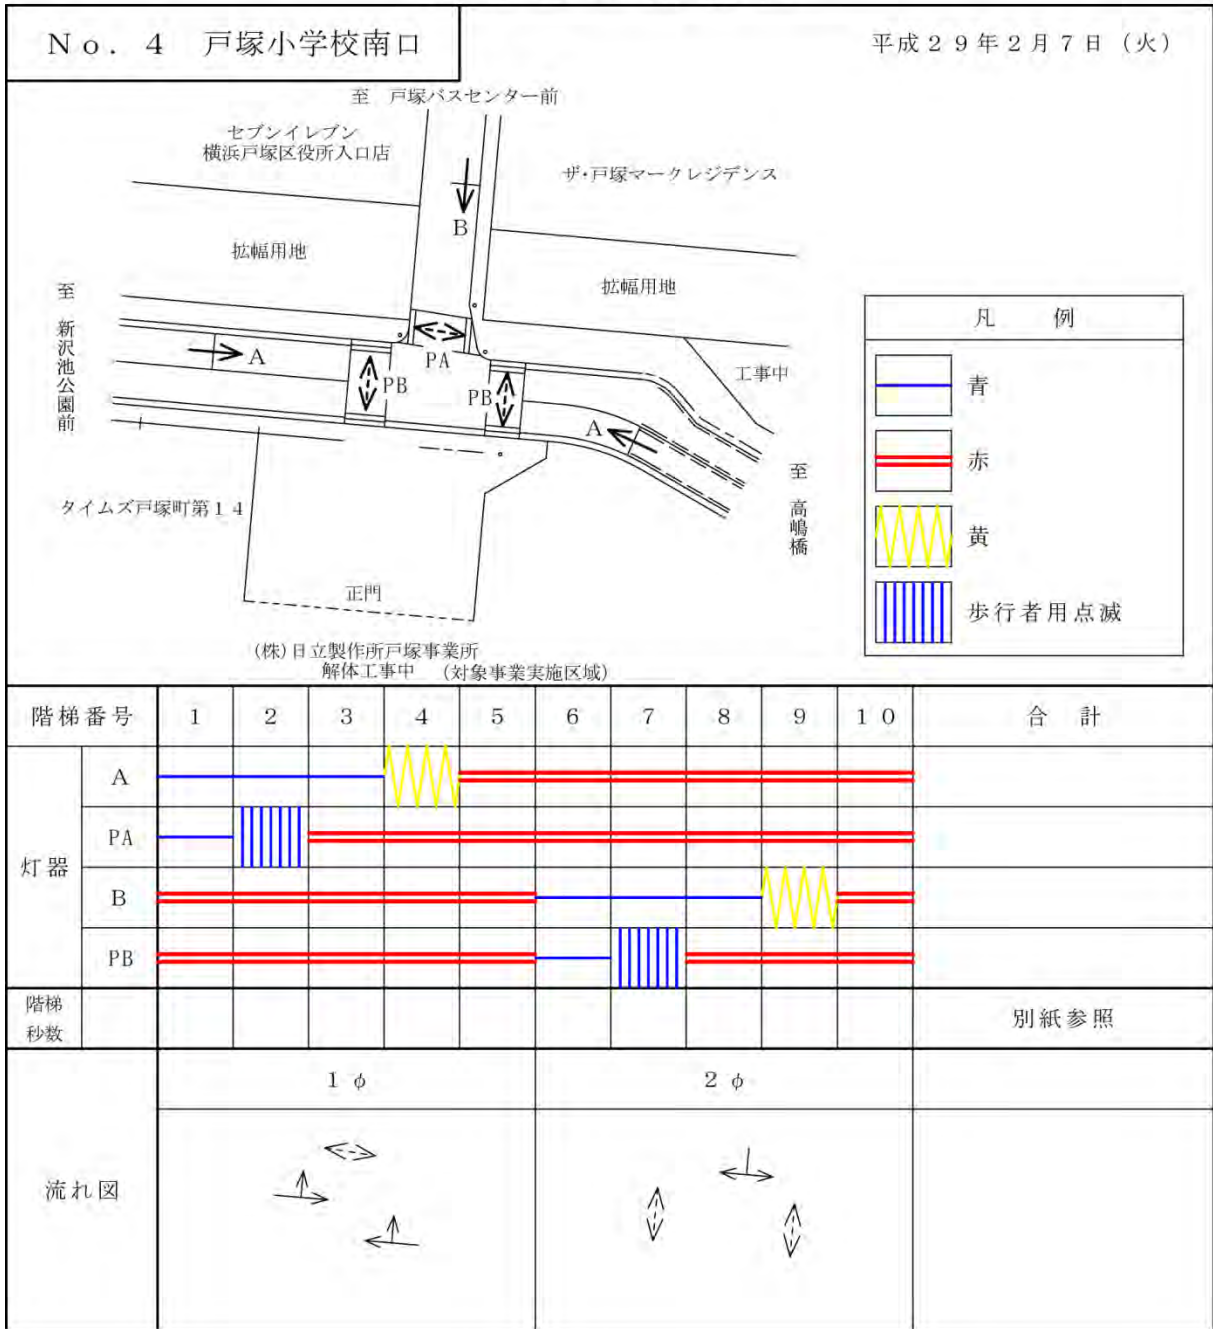 No. 4 戸塚小学校南口
平成29年2月7日(火)
至 戸塚バスセンター前
セブンイレブン
横浜戸塚区役所入口店
ザ・戸塚マークレジデンス
B
拡幅用地
拡幅用地
至 新沢池公園前
A
PA
PB
PB
A
工事中
至 高嶋橋
タイムズ戸塚町第14
正門
(株)日立製作所戸塚事業所
解体工事中 (対象事業実施区域)
凡 例
青
赤
黄
歩行者用点滅
階梯番号 1 2 3 4 5 6 7 8 9 10 合 計
灯器
A
PA
B
PB
階梯
秒数
別紙参照
1φ 2φ
流れ図